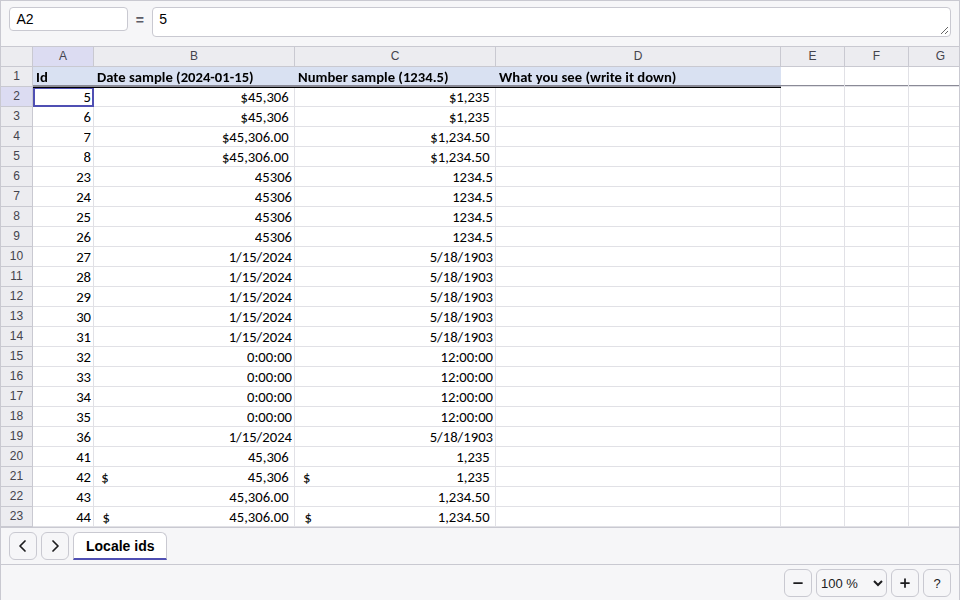 A2 = 5
A B C D E F G
1 Id Date sample (2024-01-15) Number sample (1234.5) What you see (write it down)
2 5 $45,306 $1,235
3 6 $45,306 $1,235
4 7 $45,306.00 $1,234.50
5 8 $45,306.00 $1,234.50
6 23 45306 1234.5
7 24 45306 1234.5
8 25 45306 1234.5
9 26 45306 1234.5
10 27 1/15/2024 5/18/1903
11 28 1/15/2024 5/18/1903
12 29 1/15/2024 5/18/1903
13 30 1/15/2024 5/18/1903
14 31 1/15/2024 5/18/1903
15 32 0:00:00 12:00:00
16 33 0:00:00 12:00:00
17 34 0:00:00 12:00:00
18 35 0:00:00 12:00:00
19 36 1/15/2024 5/18/1903
20 41 45,306 1,235
21 42 $ 45,306 $ 1,235
22 43 45,306.00 1,234.50
23 44 $ 45,306.00 $ 1,234.50
Locale ids
− 100 % + ?